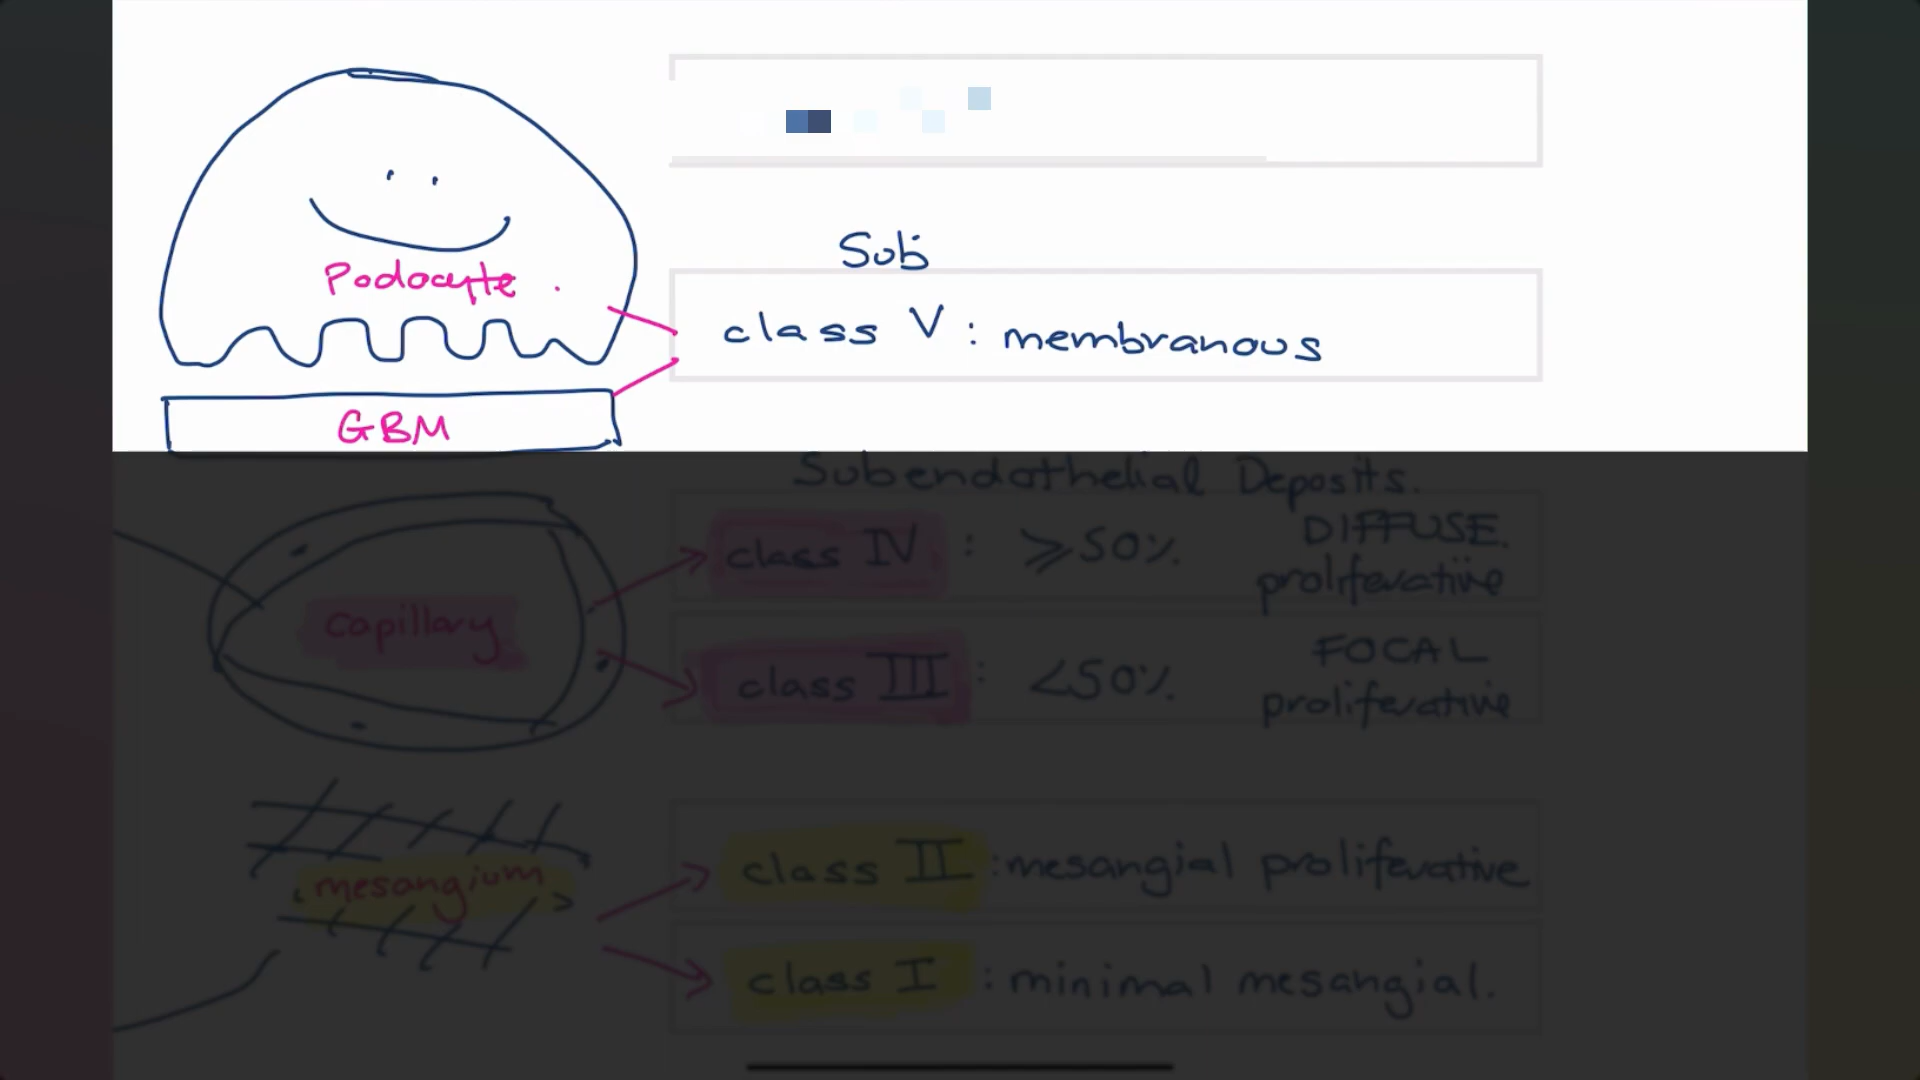 Sub
Podocyte.
class V: membranous
GBM
Subendothelial Deposits.
class IV : ≥50% DIFFUSE.
proliferative
capillary
class III : <50% FOCAL
proliferative
class II :mesangial proliferative
mesangium
class I : minimal mesangial.